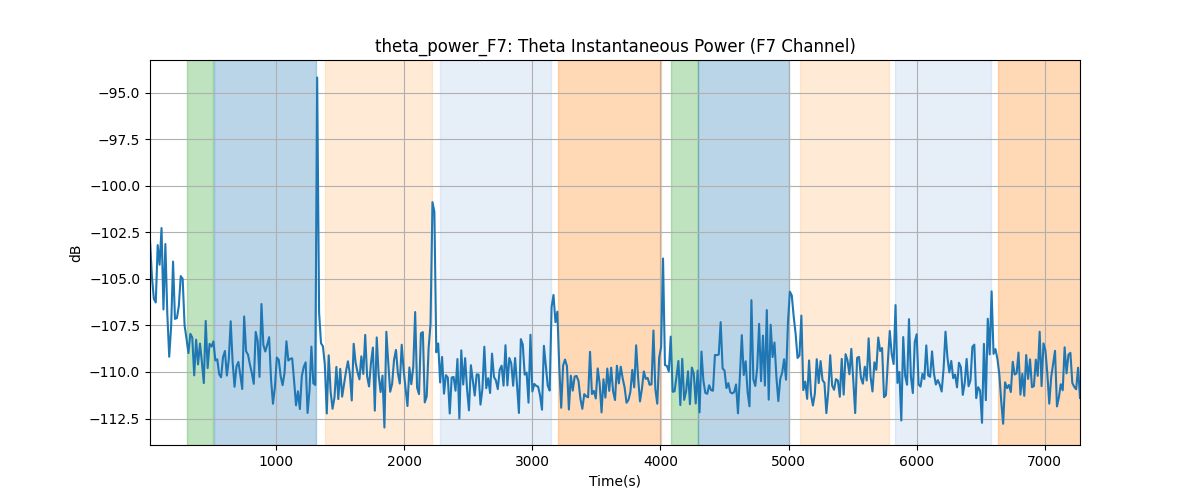 theta_power_F7: Theta Instantaneous Power (F7 Channel)
dB
−95.0
−97.5
−100.0
−102.5
−105.0
−107.5
−110.0
−112.5
1000 2000 3000 4000 5000 6000 7000
Time(s)